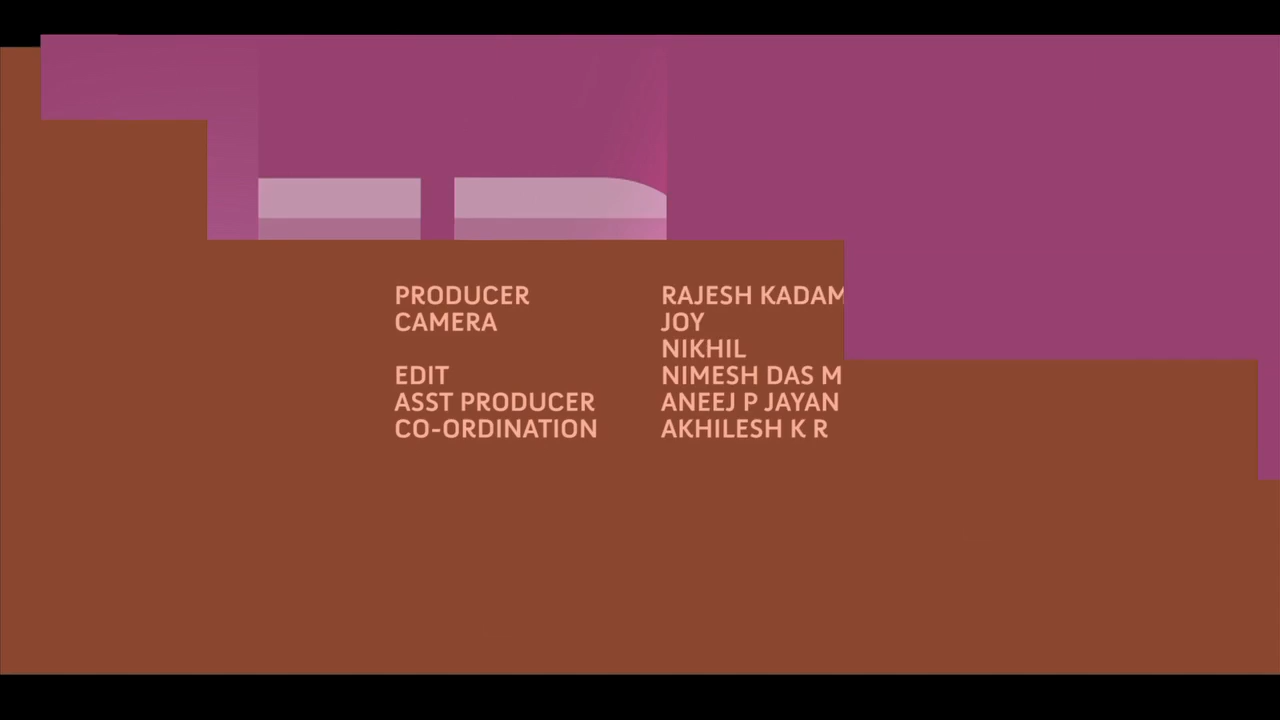 PRODUCER RAJESH KADAM
CAMERA JOY
NIKHIL
EDIT NIMESH DAS M
ASST PRODUCER ANEEJ P JAYAN
CO-ORDINATION AKHILESH K R